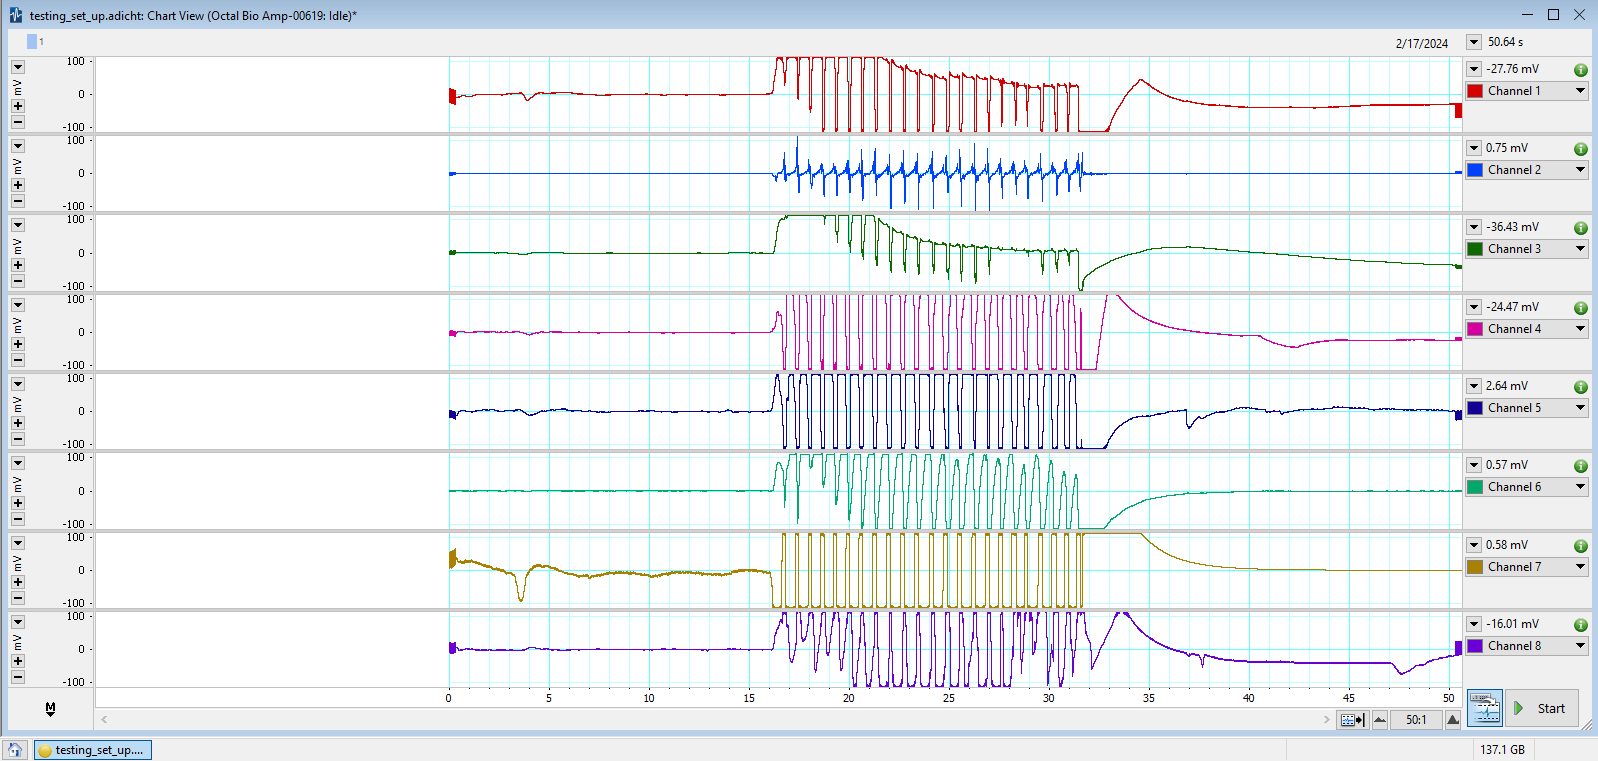 testing_set_up.adicht: Chart View (Octal Bio Amp-00619: Idle)*
1
2/17/2024
50.64 s
mV
100
0
-100
-27.76 mV
Channel 1
mV
100
0
-100
0.75 mV
Channel 2
mV
100
0
-100
-36.43 mV
Channel 3
mV
100
0
-100
-24.47 mV
Channel 4
mV
100
0
-100
2.64 mV
Channel 5
mV
100
0
-100
0.57 mV
Channel 6
mV
100
0
-100
0.58 mV
Channel 7
mV
100
0
-100
-16.01 mV
Channel 8
0 5 10 15 20 25 30 35 40 45 50
M
50:1
Start
testing_set_up....
137.1 GB